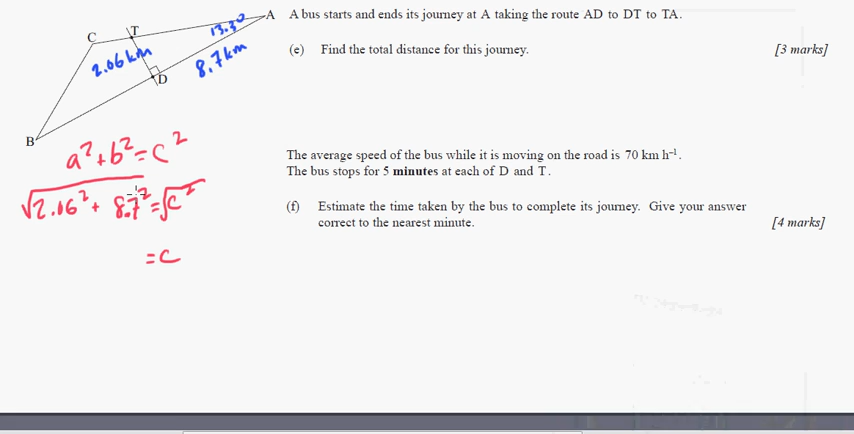 A bus starts and ends its journey at A taking the route AD to DT to TA.
(e) Find the total distance for this journey. [3 marks]
C T A
13.3°
2.06 km
8.7 km
D
B
a² + b² = c²
√2.06² + 8.7² = √c²
= c
The average speed of the bus while it is moving on the road is 70 km h⁻¹.
The bus stops for 5 minutes at each of D and T.
(f) Estimate the time taken by the bus to complete its journey. Give your answer
correct to the nearest minute. [4 marks]